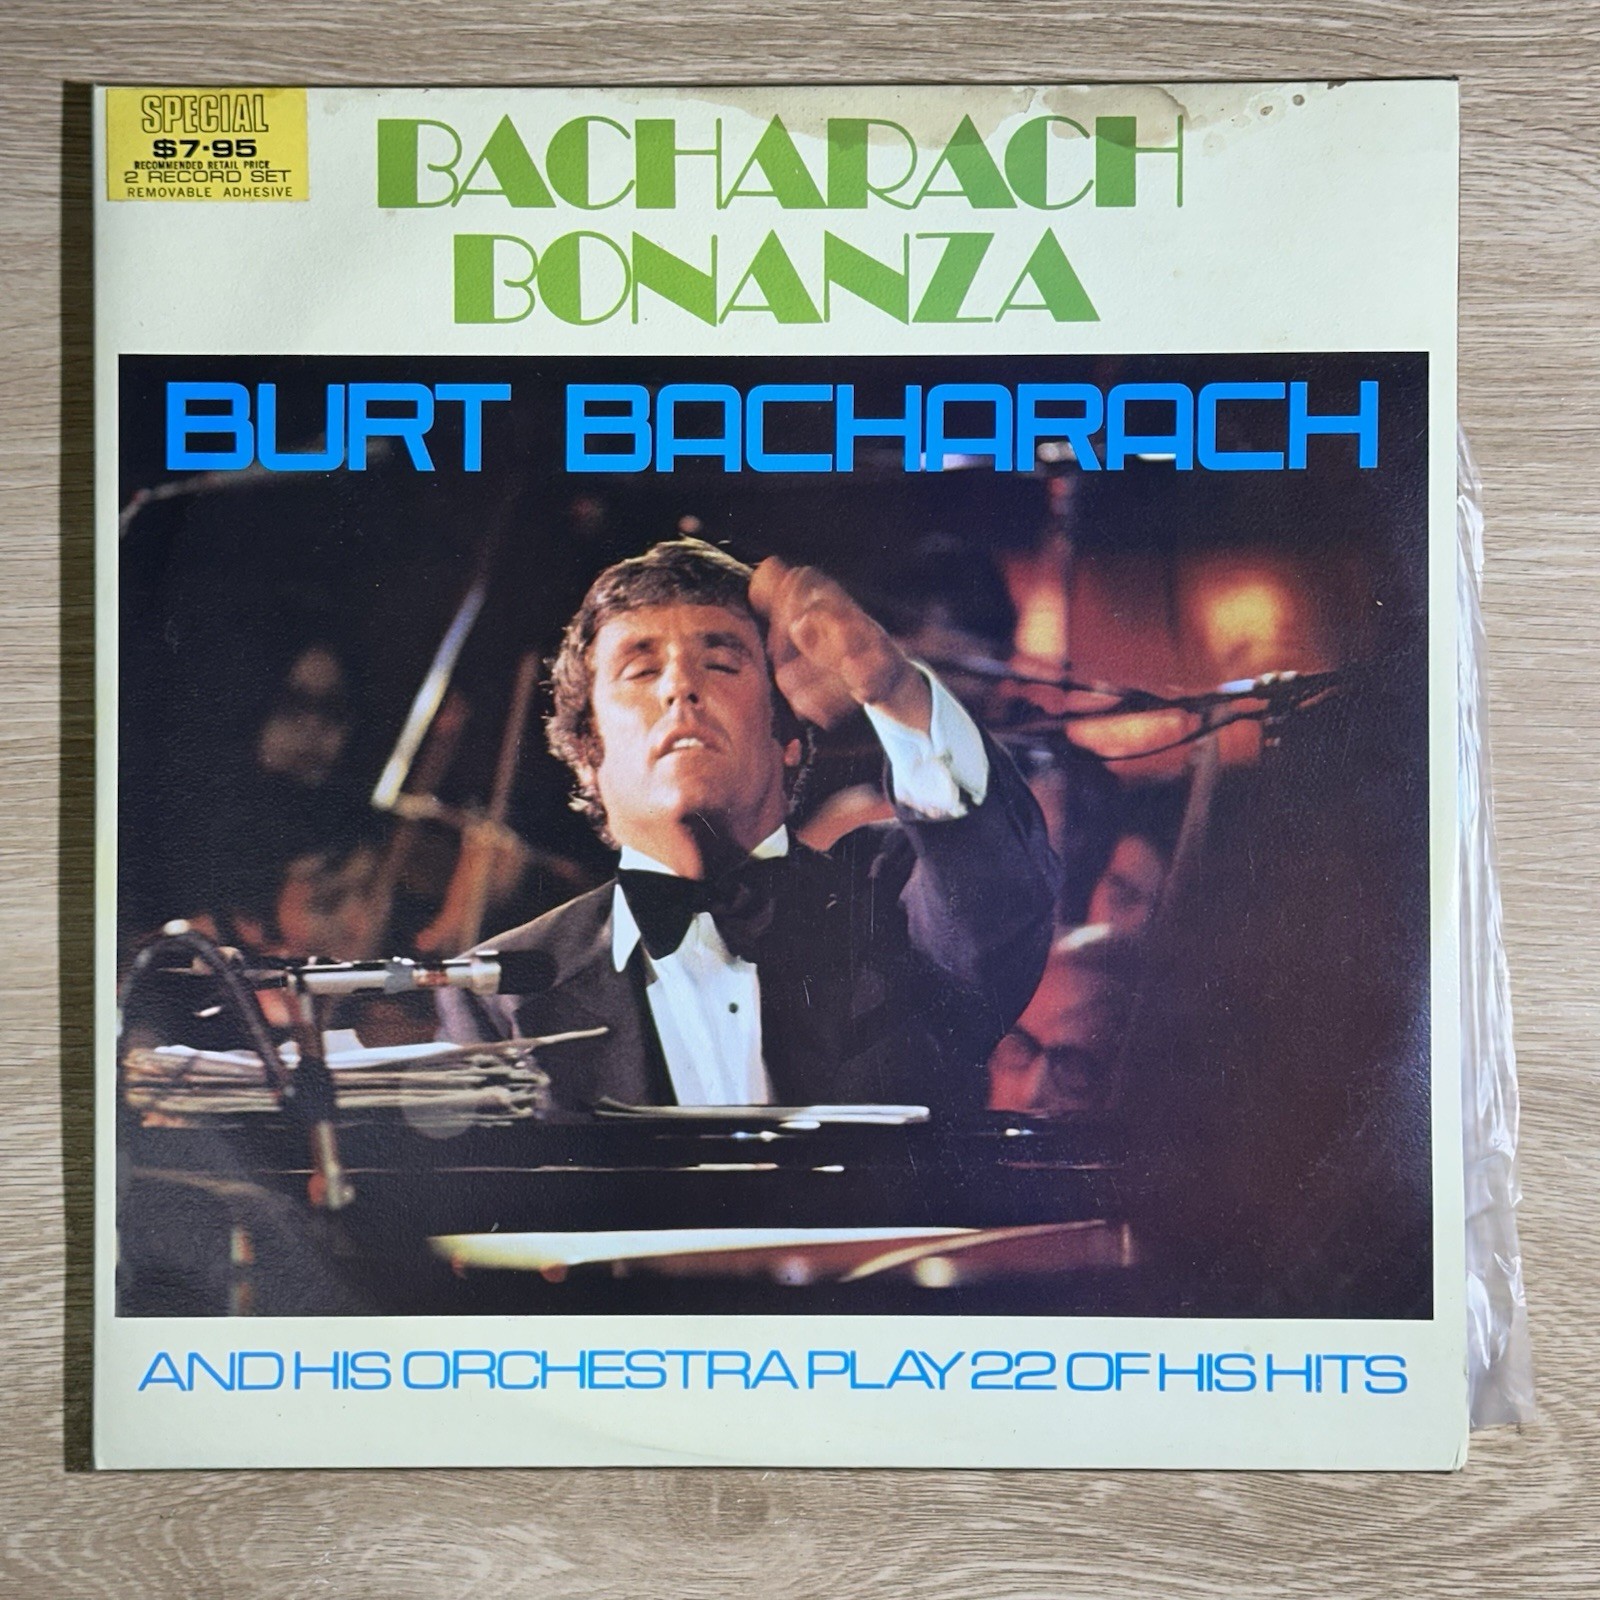 SPECIAL
$7·95
RECOMMENDED RETAIL PRICE
2 RECORD SET
REMOVABLE ADHESIVE
BACHARACH
BONANZA
BURT BACHARACH
AND HIS ORCHESTRA PLAY 22 OF HIS HITS